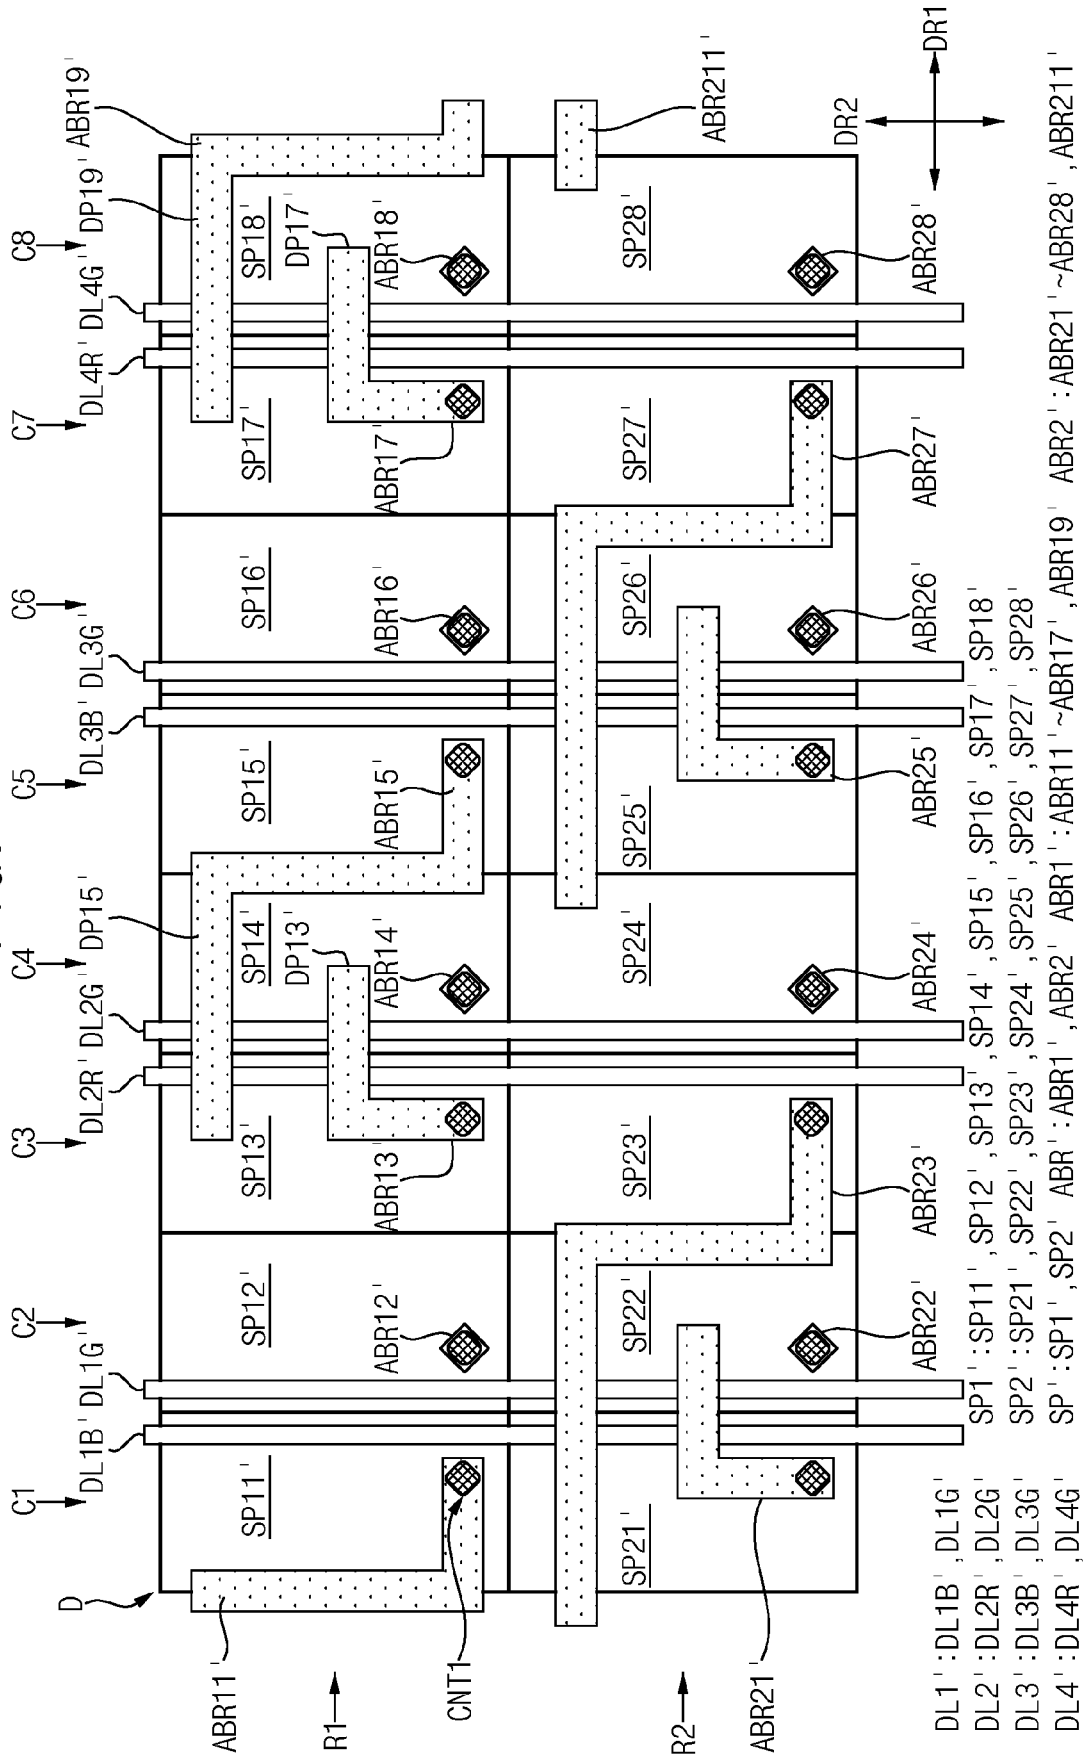 C1 C2 C3 C4 C5 C6 C7 C8
DL1B' DL1G' DL2R' DL2G' DP15' DL3B' DL3G' DL4R' DL4G' DP19' ABR19'
D
SP11' SP12' SP13' SP14' SP15' SP16' SP17' SP18'
DP13' DP17'
ABR11'
R1
ABR12' ABR13' ABR14' ABR15' ABR16' ABR17' ABR18'
CNT1
ABR211'
SP21' SP22' SP23' SP24' SP25' SP26' SP27' SP28'
R2
ABR21'
DR2
DR1
ABR22' ABR23' ABR24' ABR25' ABR26' ABR27' ABR28'
DL1':DL1B',DL1G'
DL2':DL2R',DL2G'
DL3':DL3B',DL3G'
DL4':DL4R',DL4G'
SP1':SP11',SP12',SP13',SP14',SP15',SP16',SP17',SP18'
SP2':SP21',SP22',SP23',SP24',SP25',SP26',SP27',SP28'
SP':SP1',SP2' ABR':ABR1',ABR2' ABR1':ABR11'~ABR17',ABR19' ABR2':ABR21'~ABR28',ABR211'